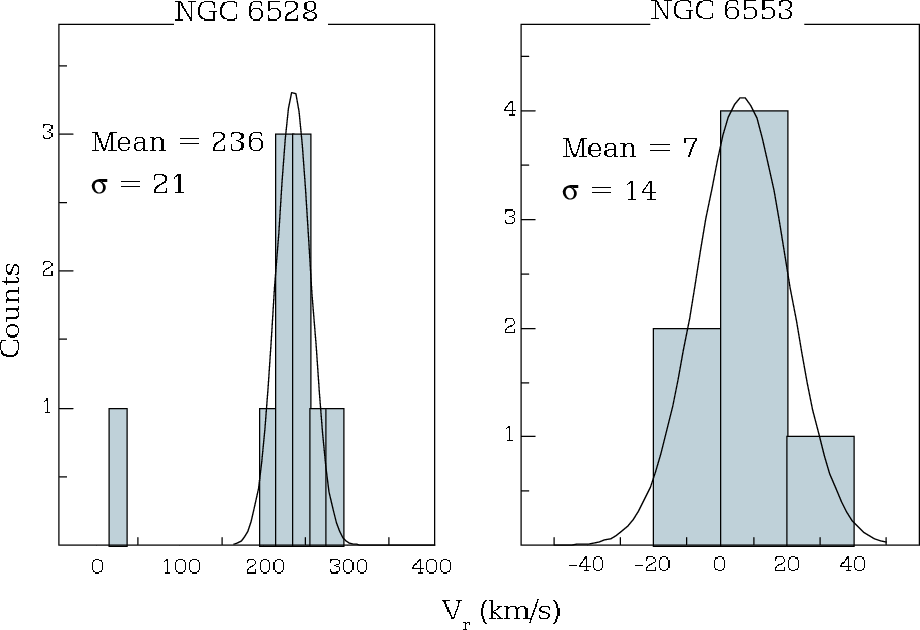 NGC 6528
3
2
1
Counts
Mean = 236
σ = 21
0 100 200 300 400
NGC 6553
4
3
2
1
Mean = 7
σ = 14
-40 -20 0 20 40
Vr (km/s)